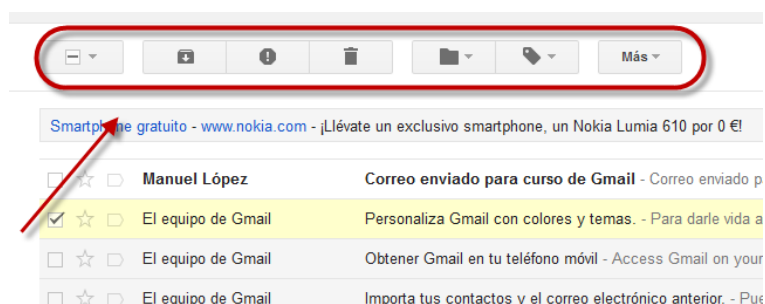 Más
Smartphone gratuito - www.nokia.com - ¡Llévate un exclusivo smartphone, un Nokia Lumia 610 por 0 €!
Manuel López Correo enviado para curso de Gmail - Correo enviado p
El equipo de Gmail Personaliza Gmail con colores y temas. - Para darle vida a
El equipo de Gmail Obtener Gmail en tu teléfono móvil - Access Gmail on your
El equipo de Gmail Importa tus contactos y el correo electrónico anterior. - Pue